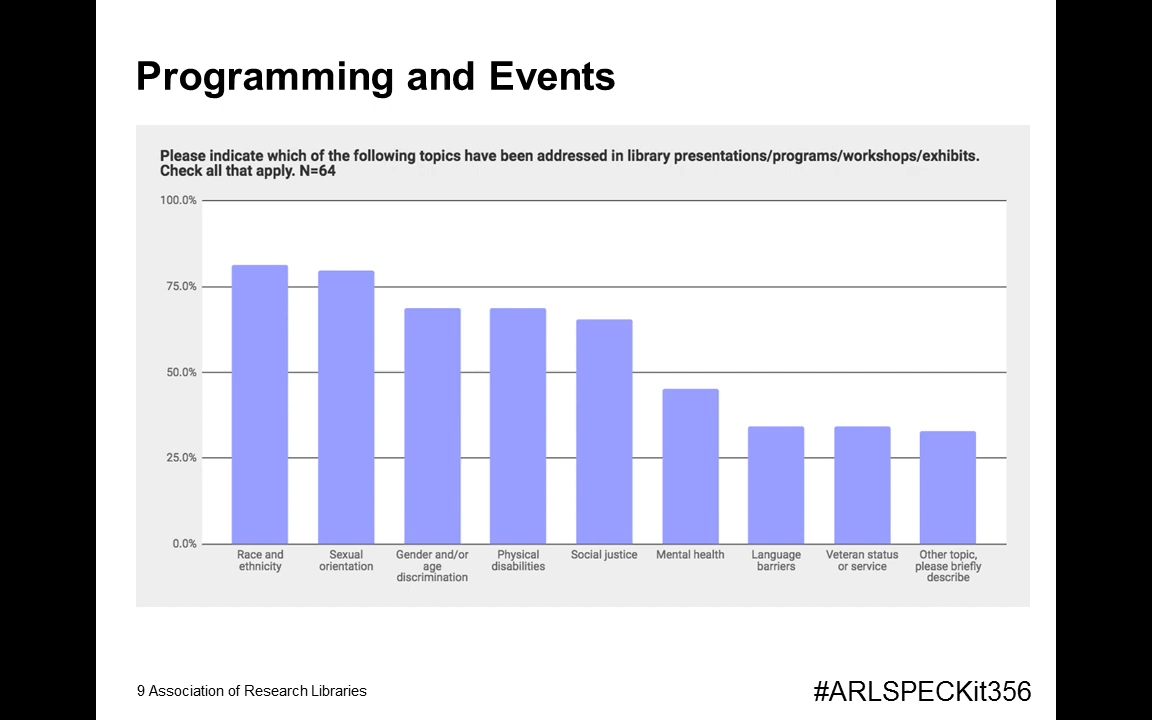 Programming and Events
Please indicate which of the following topics have been addressed in library presentations/programs/workshops/exhibits.
Check all that apply. N=64
100.0%
75.0%
50.0%
25.0%
0.0%
Race and
ethnicity
Sexual
orientation
Gender and/or
age
discrimination
Physical
disabilities
Social justice
Mental health
Language
barriers
Veteran status
or service
Other topic,
please briefly
describe
9 Association of Research Libraries
#ARLSPECKit356